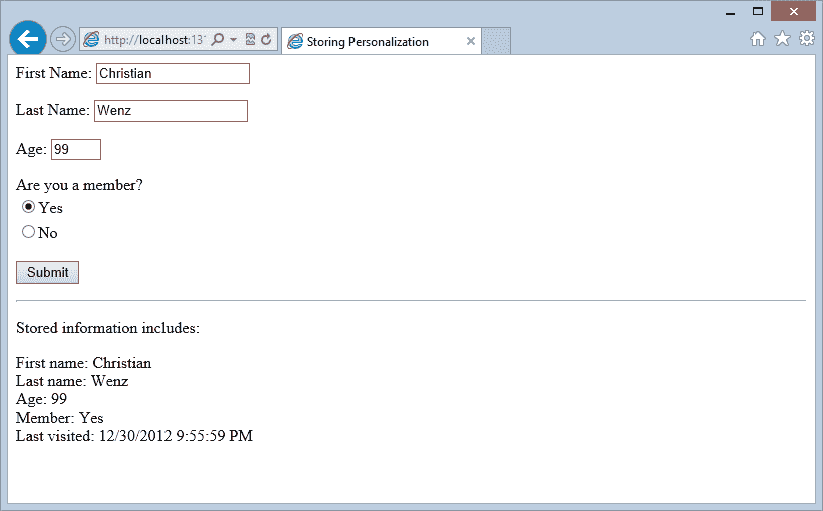 http://localhost:13
Storing Personalization
First Name: Christian
Last Name: Wenz
Age: 99
Are you a member?
Yes
No
Submit
Stored information includes:
First name: Christian
Last name: Wenz
Age: 99
Member: Yes
Last visited: 12/30/2012 9:55:59 PM